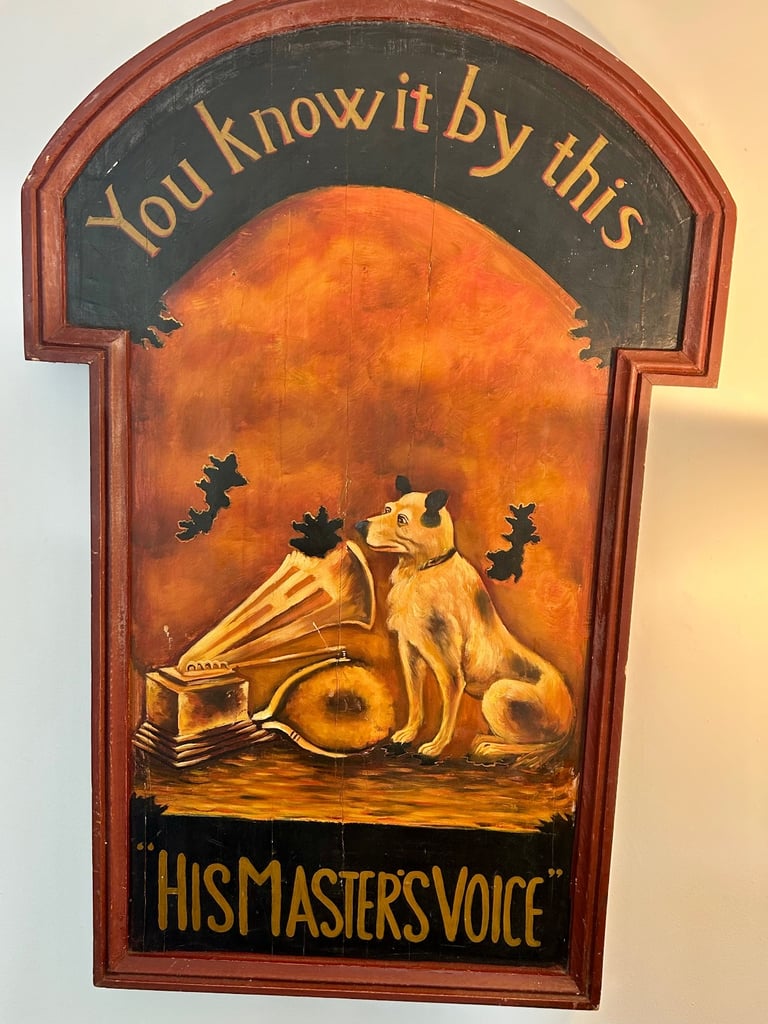 You know it by this
"HIS MASTER'S VOICE"